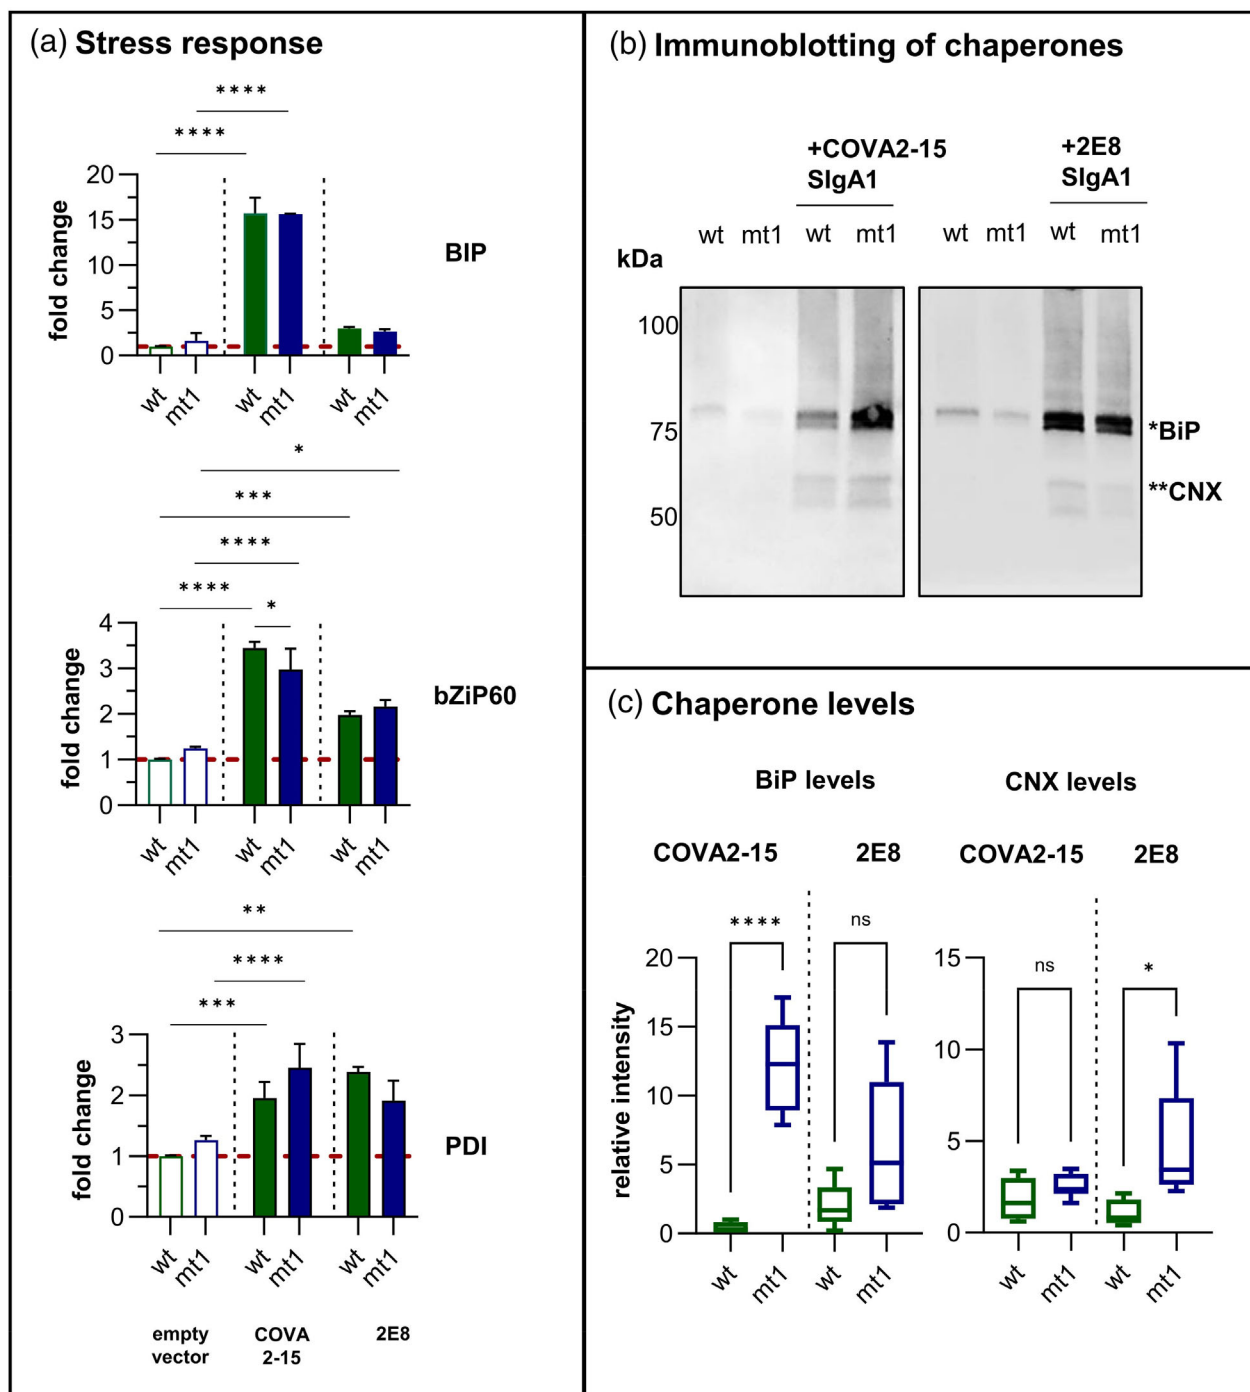 (a) Stress response
****
****
20
15
10
5
0
fold change
BIP
wt
mt1
wt
mt1
wt
mt1
*
***
****
****
*
4
3
2
1
0
fold change
bZiP60
wt
mt1
wt
mt1
wt
mt1
**
****
***
3
2
1
0
fold change
PDI
wt
mt1
wt
mt1
wt
mt1
empty
vector
COVA
2-15
2E8
(b) Immunoblotting of chaperones
+COVA2-15
SIgA1
+2E8
SIgA1
wt mt1 wt mt1 wt mt1 wt mt1
kDa
100
75
50
*BiP
**CNX
(c) Chaperone levels
BiP levels
COVA2-15 2E8
**** ns
20
15
10
5
0
relative intensity
wt
mt1
wt
mt1
CNX levels
COVA2-15 2E8
ns *
15
10
5
0
wt
mt1
wt
mt1